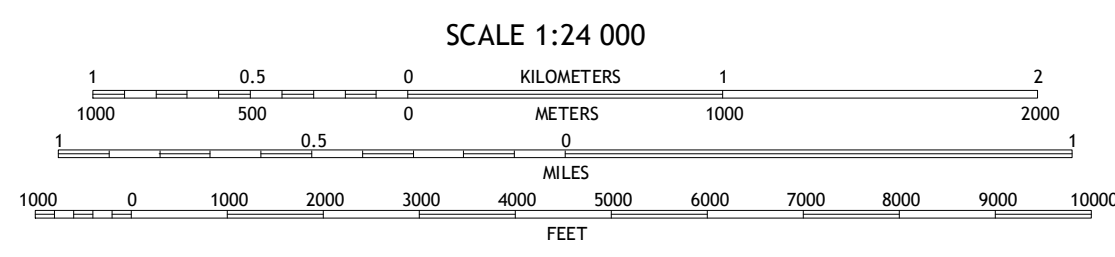 SCALE 1:24 000
1 0.5 0 KILOMETERS 1 2
1000 500 0 METERS 1000 2000
1 0.5 0 1
MILES
1000 0 1000 2000 3000 4000 5000 6000 7000 8000 9000 10000
FEET